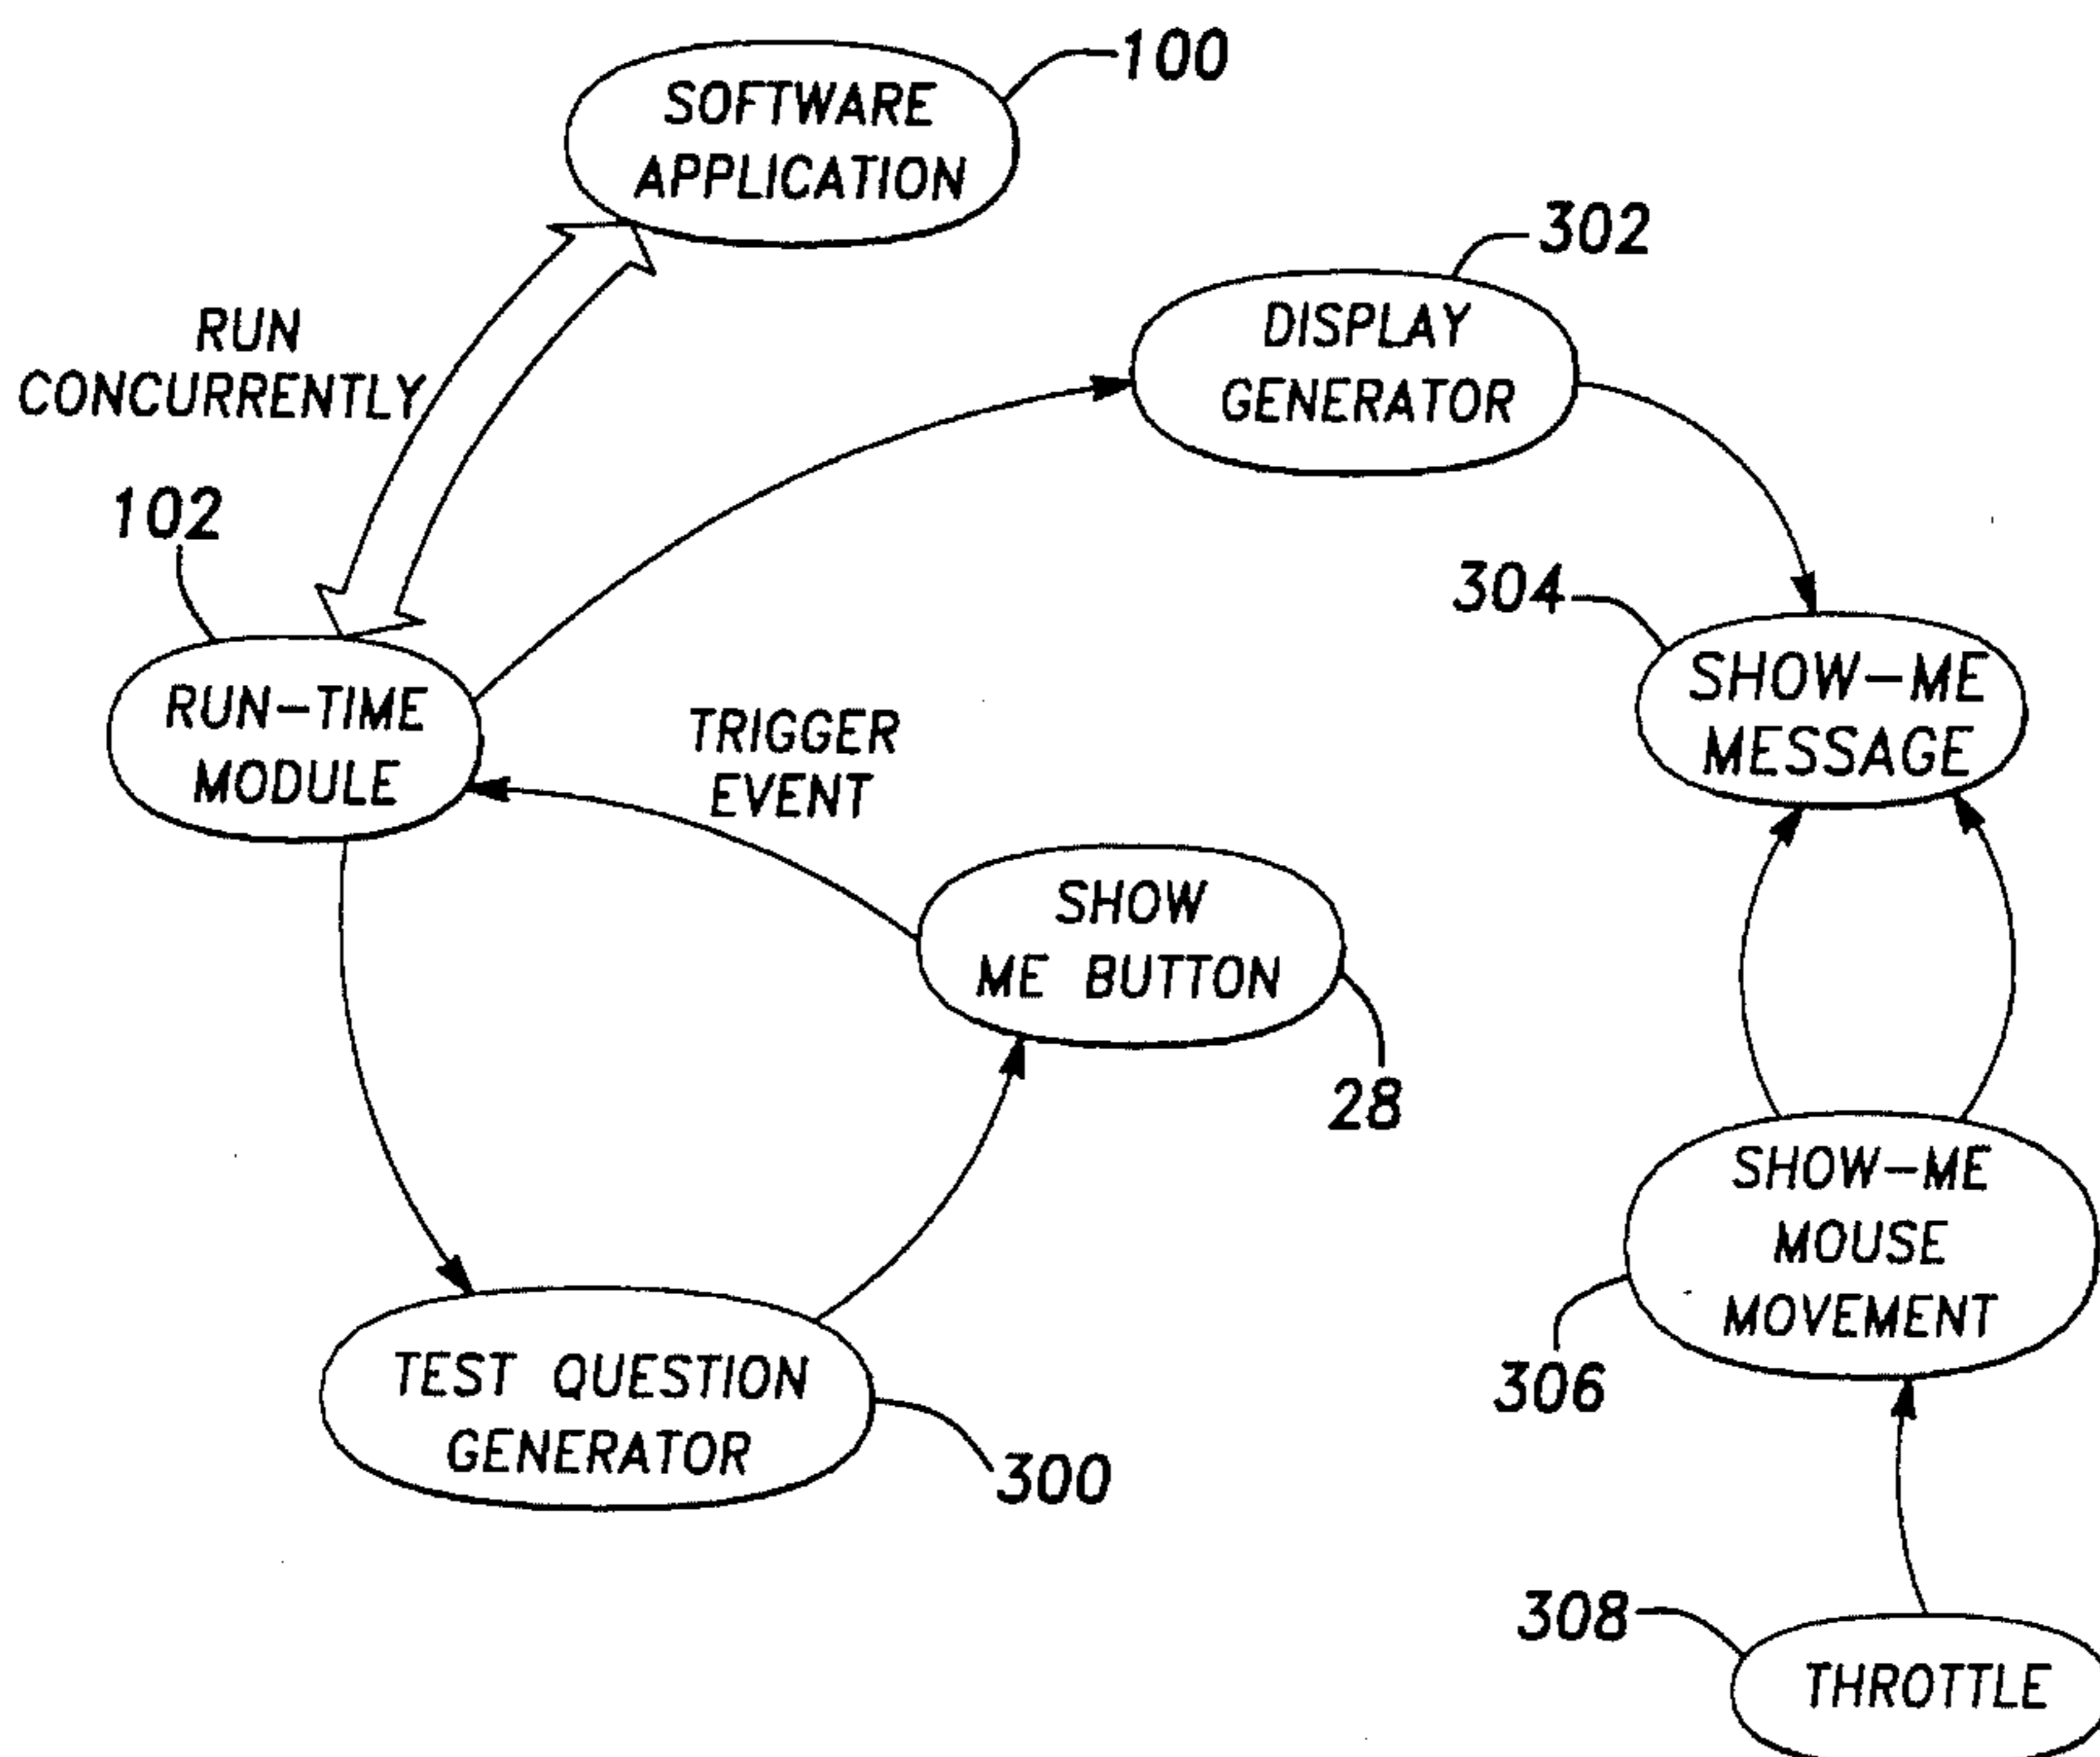 100
SOFTWARE
APPLICATION
302
DISPLAY
GENERATOR
RUN
CONCURRENTLY
102
304
SHOW-ME
MESSAGE
RUN-TIME
MODULE
TRIGGER
EVENT
SHOW
ME BUTTON
28
SHOW-ME
MOUSE
MOVEMENT
306
TEST QUESTION
GENERATOR
300
308
THROTTLE